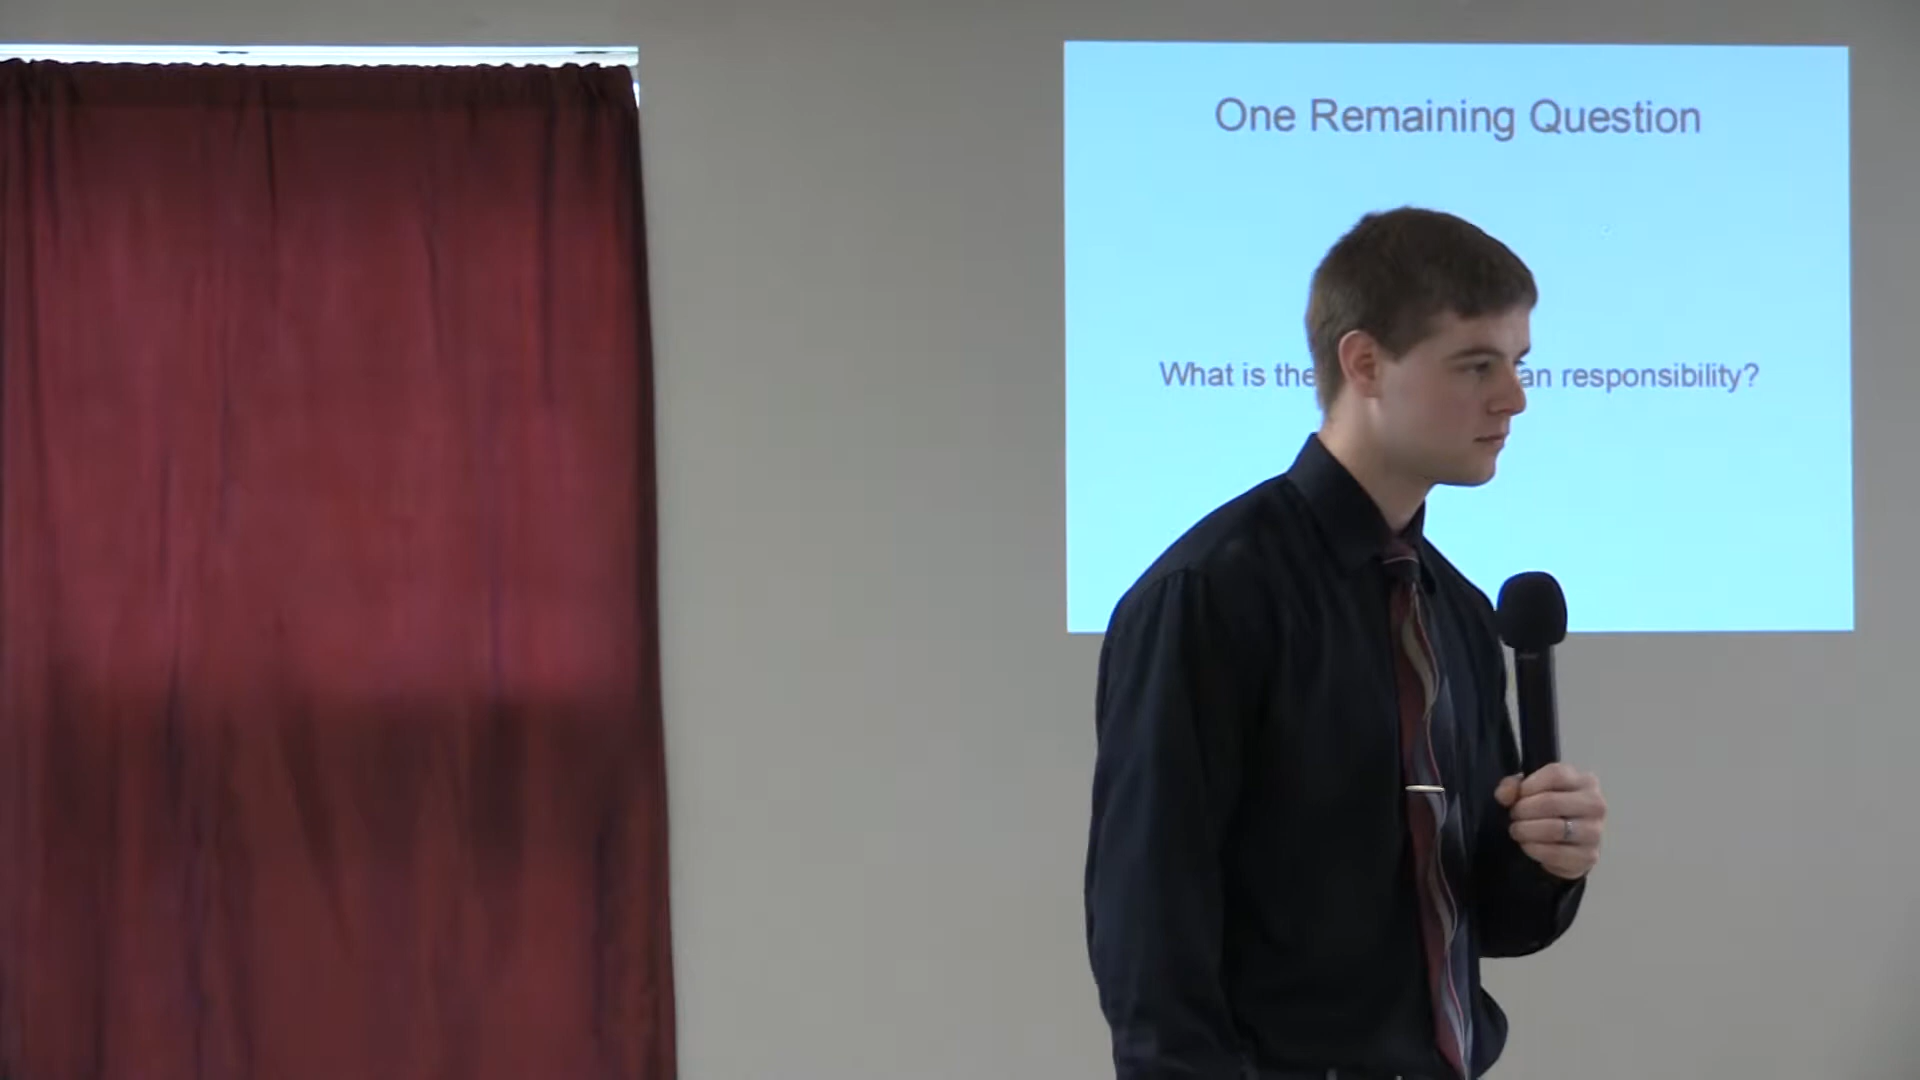 One Remaining Question
What is the an responsibility?